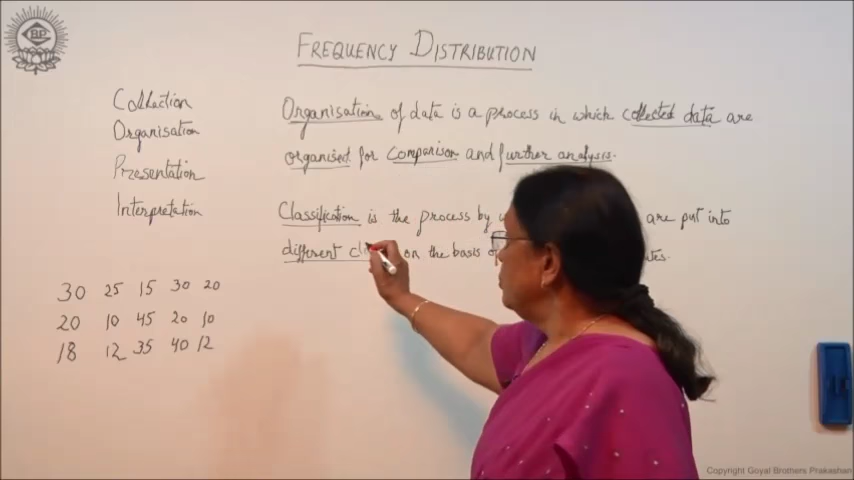 BP
FREQUENCY DISTRIBUTION
Collection
Organisation
Presentation
Interpretation
Organisation of data is a process in which collected data are
organised for comparison and further analysis.
Classification is the process by are put into
different on the basis of
30 25 15 30 20
20 10 45 20 10
18 12 35 40 12
Copyright Goyal Brothers Prakashan